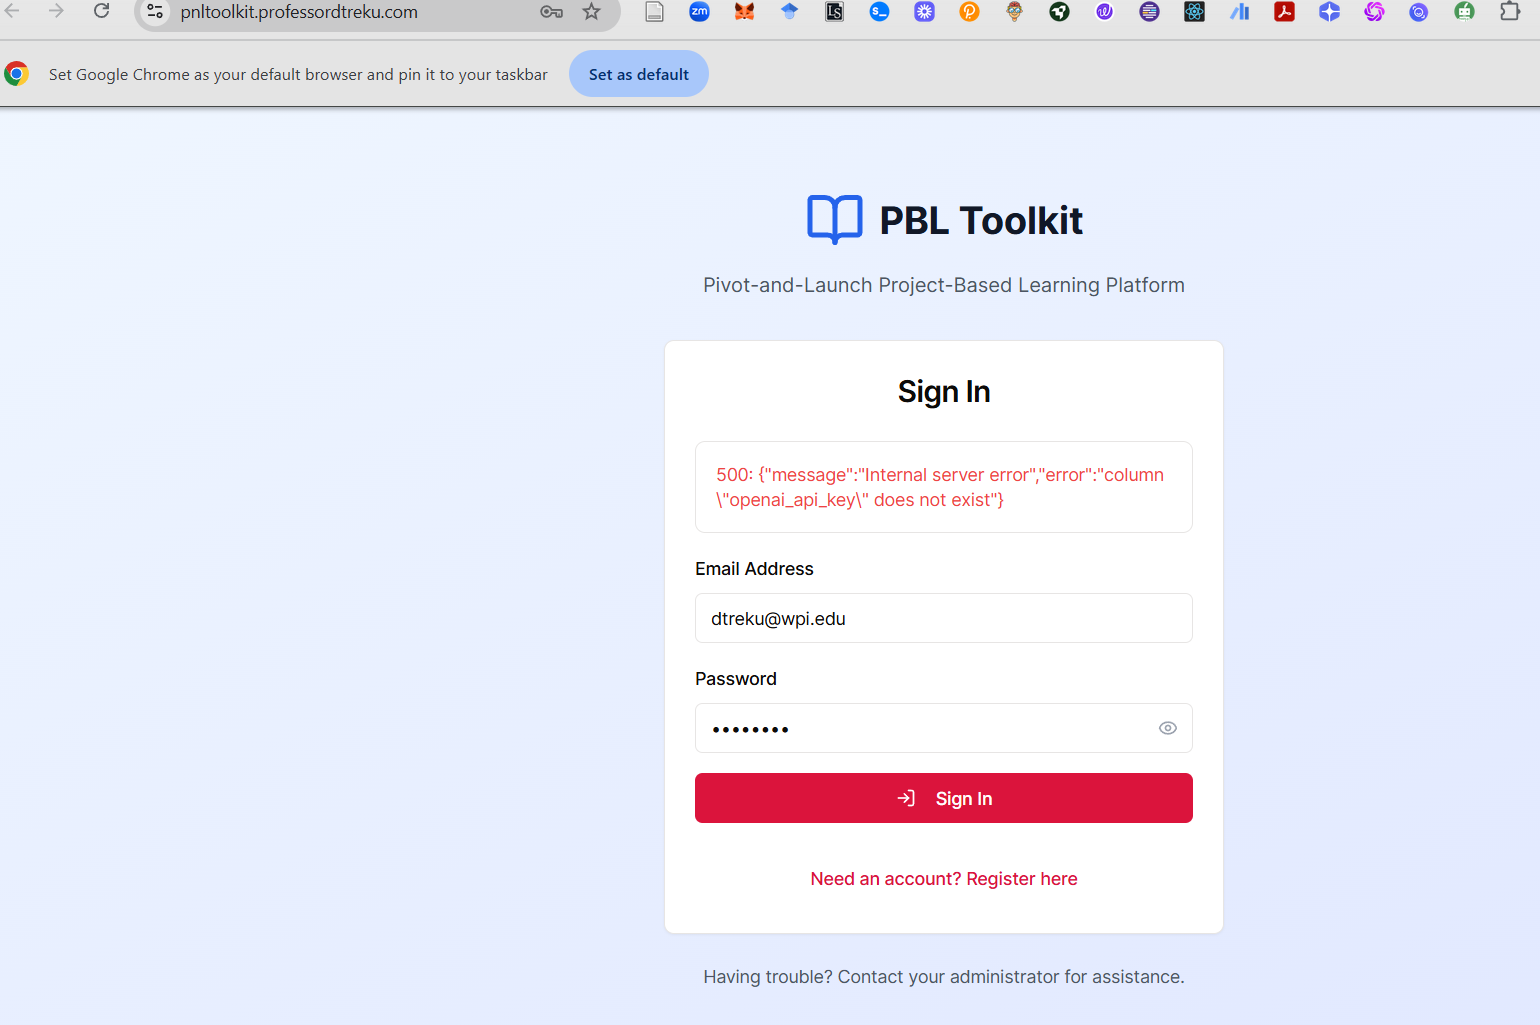 pnltoolkit.professordtreku.com
zm
LS
Set Google Chrome as your default browser and pin it to your taskbar
Set as default
PBL Toolkit
Pivot-and-Launch Project-Based Learning Platform
Sign In
500: {"message":"Internal server error","error":"column
\"openai_api_key\" does not exist"}
Email Address
dtreku@wpi.edu
Password
••••••••
Sign In
Need an account? Register here
Having trouble? Contact your administrator for assistance.